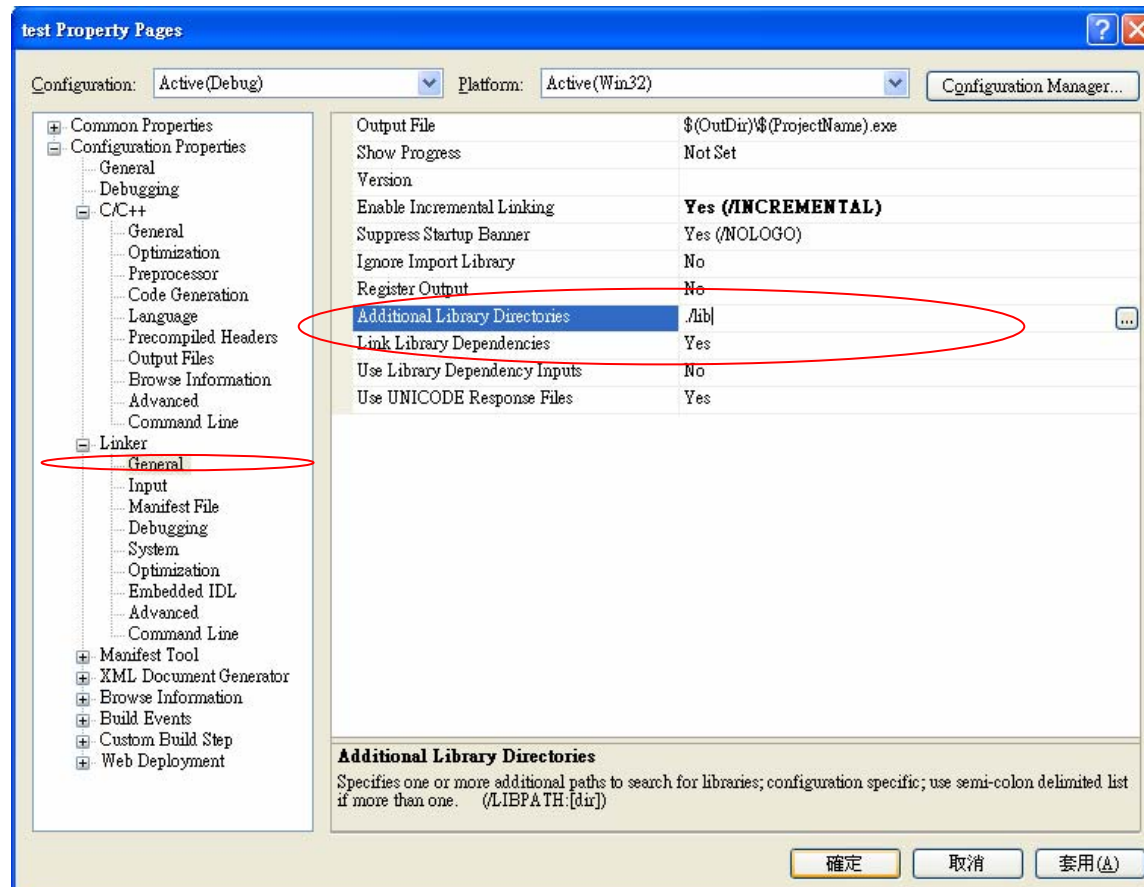 test Property Pages
Configuration: Active(Debug) Platform: Active(Win32) Configuration Manager...
Common Properties
Configuration Properties
General
Debugging
C/C++
General
Optimization
Preprocessor
Code Generation
Language
Precompiled Headers
Output Files
Browse Information
Advanced
Command Line
Linker
General
Input
Manifest File
Debugging
System
Optimization
Embedded IDL
Advanced
Command Line
Manifest Tool
XML Document Generator
Browse Information
Build Events
Custom Build Step
Web Deployment
Output File $(OutDir)\$(ProjectName).exe
Show Progress Not Set
Version
Enable Incremental Linking Yes (/INCREMENTAL)
Suppress Startup Banner Yes (/NOLOGO)
Ignore Import Library No
Register Output No
Additional Library Directories ./lib
Link Library Dependencies Yes
Use Library Dependency Inputs No
Use UNICODE Response Files Yes
Additional Library Directories
Specifies one or more additional paths to search for libraries; configuration specific; use semi-colon delimited list
if more than one. (/LIBPATH:[dir])
確定 取消 套用(A)